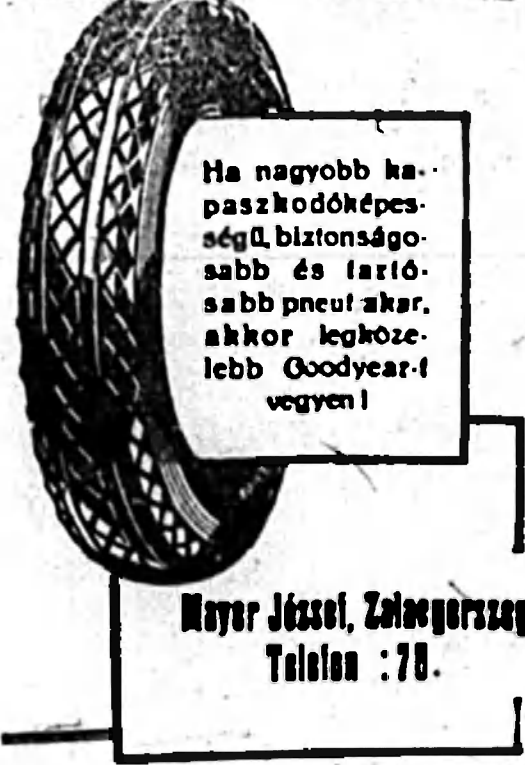 Ha nagyobb ka-
paszkodóképes-
ségű, biztonságo-
sabb és tartó-
sabb pneut akar,
akkor legköze-
lebb Goodyear-t
vegyen!
Mayer József, Zalaegerszeg
Telefon : 78.